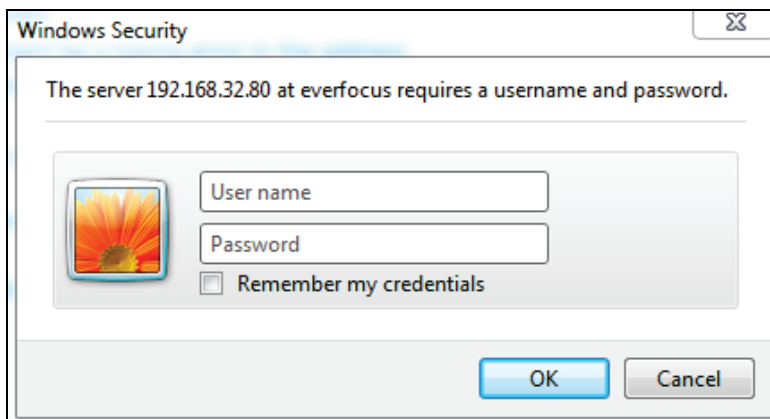 Windows Security
The server 192.168.32.80 at everfocus requires a username and password.
User name
Password
Remember my credentials
OK
Cancel